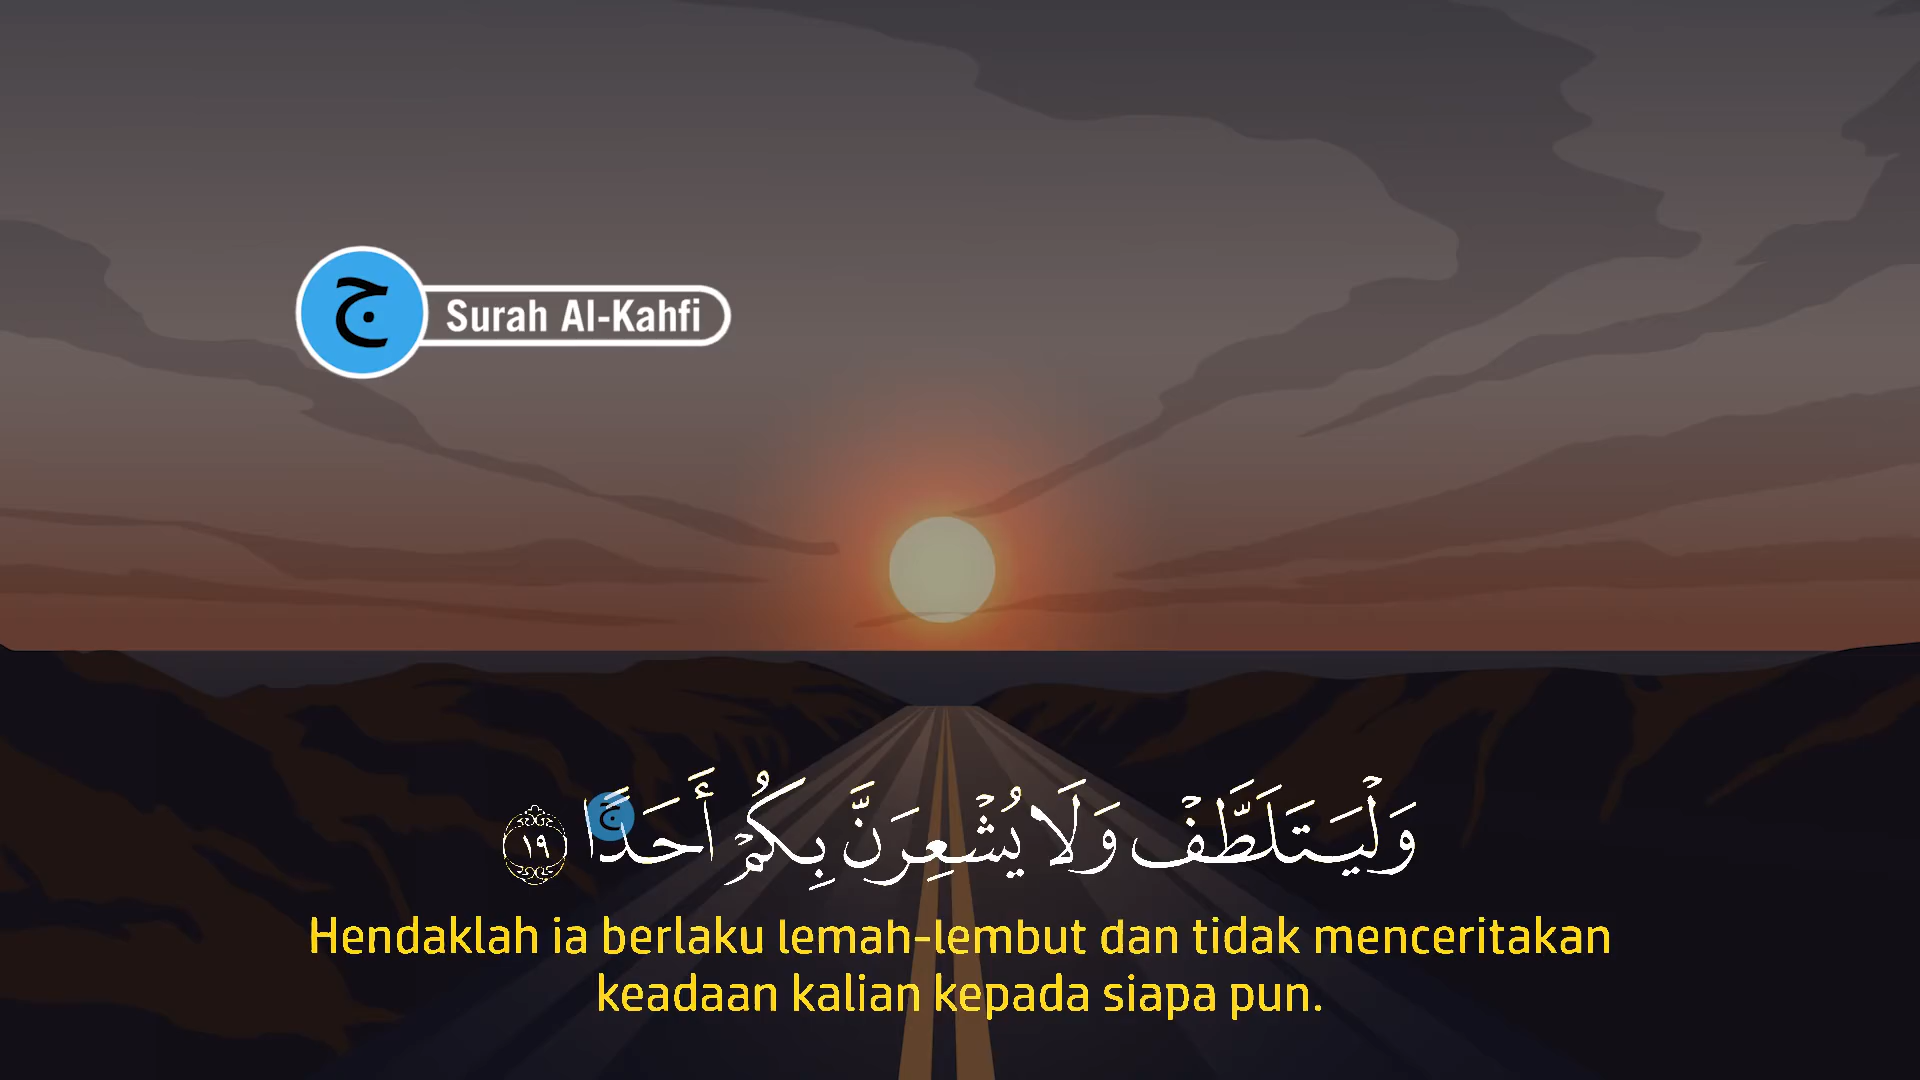 ج
Surah Al-Kahfi
وَلْيَتَلَطَّفْ وَلَا يُشْعِرَنَّ بِكُمْ أَحَدًا ج ١٩
Hendaklah ia berlaku lemah-lembut dan tidak menceritakan
keadaan kalian kepada siapa pun.